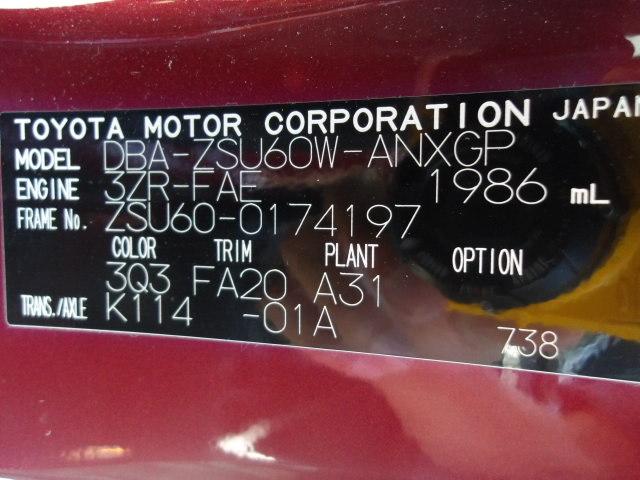 TOYOTA MOTOR CORPORATION JAPAN
MODEL DBA-ZSU60W-ANXGP
ENGINE 3ZR-FAE 1986 mL
FRAME No. ZSU60-0174197
COLOR TRIM PLANT OPTION
3Q3 FA20 A31
TRANS./AXLE K114 -01A
738